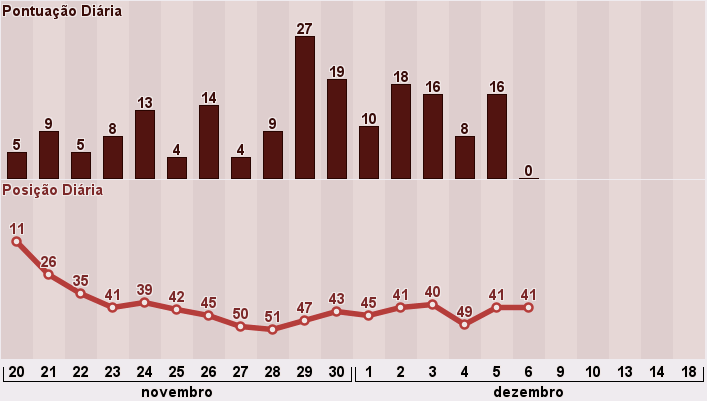 Pontuação Diária
5 9 5 8 13 4 14 4 9 27 19 10 18 16 8 16 0
Posição Diária
11 26 35 41 39 42 45 50 51 47 43 45 41 40 49 41 41
20 21 22 23 24 25 26 27 28 29 30 1 2 3 4 5 6 9 10 13 14 18
novembro dezembro